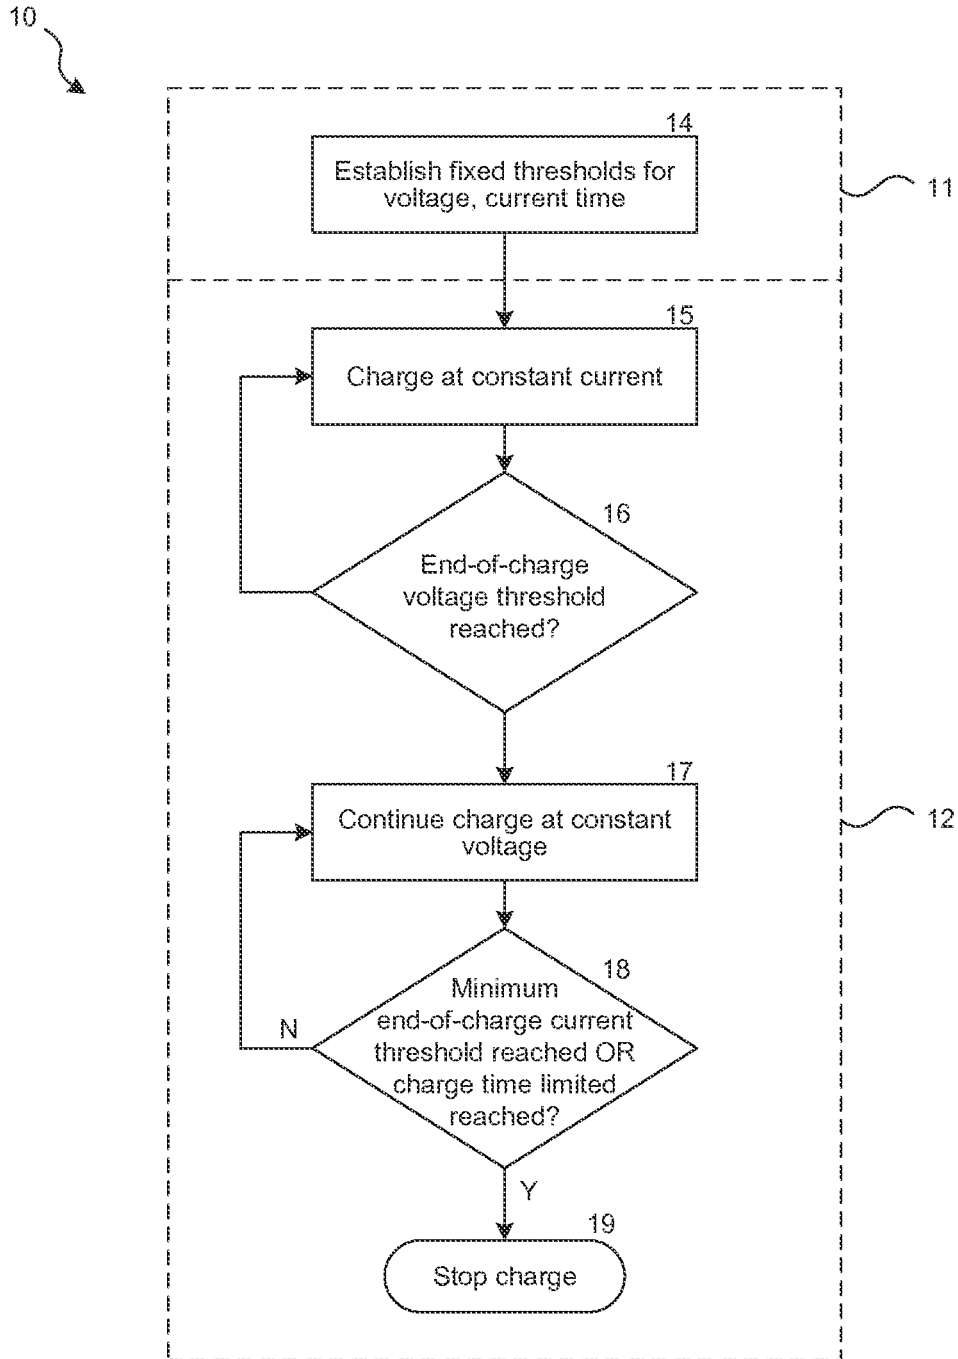 10
14
Establish fixed thresholds for
voltage, current time
11
15
Charge at constant current
16
End-of-charge
voltage threshold
reached?
17
Continue charge at constant
voltage
12
18
Minimum
end-of-charge current
threshold reached OR
charge time limited
reached?
N
Y
19
Stop charge